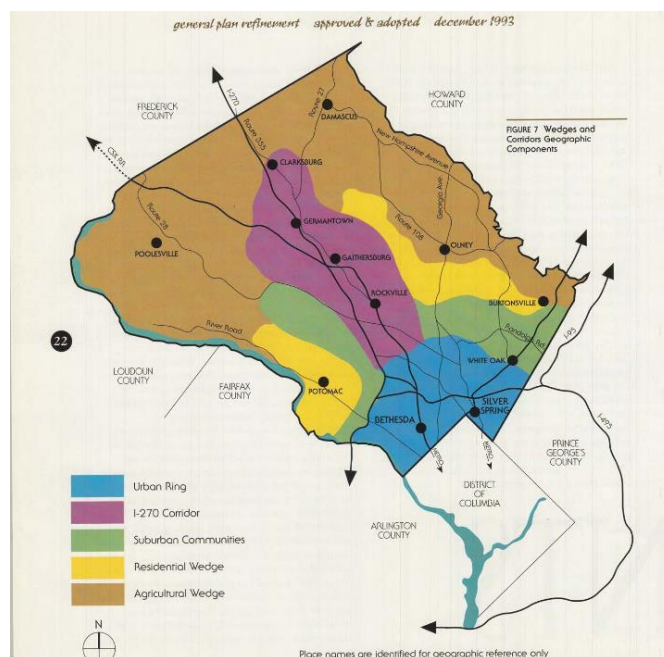 general plan refinement approved & adopted december 1993
FREDERICK
COUNTY
HOWARD
COUNTY
FIGURE 7 Wedges and
Corridors Geographic
Components
I-270
Route 355
Route 27
DAMASCUS
New Hampshire Avenue
CSX R.R.
CLARKSBURG
Georgia Ave.
Route 28
GERMANTOWN
Route 108
POOLESVILLE
GAITHERSBURG
OLNEY
ROCKVILLE
BURTONSVILLE
22
River Road
Randolph Rd.
I-95
LOUDOUN
COUNTY
FAIRFAX
COUNTY
POTOMAC
WHITE OAK
BETHESDA
SILVER
SPRING
I-495
METRO
METRO
PRINCE
GEORGE'S
COUNTY
DISTRICT
OF
COLUMBIA
ARLINGTON
COUNTY
Urban Ring
I-270 Corridor
Suburban Communities
Residential Wedge
Agricultural Wedge
N
Place names are identified for geographic reference only